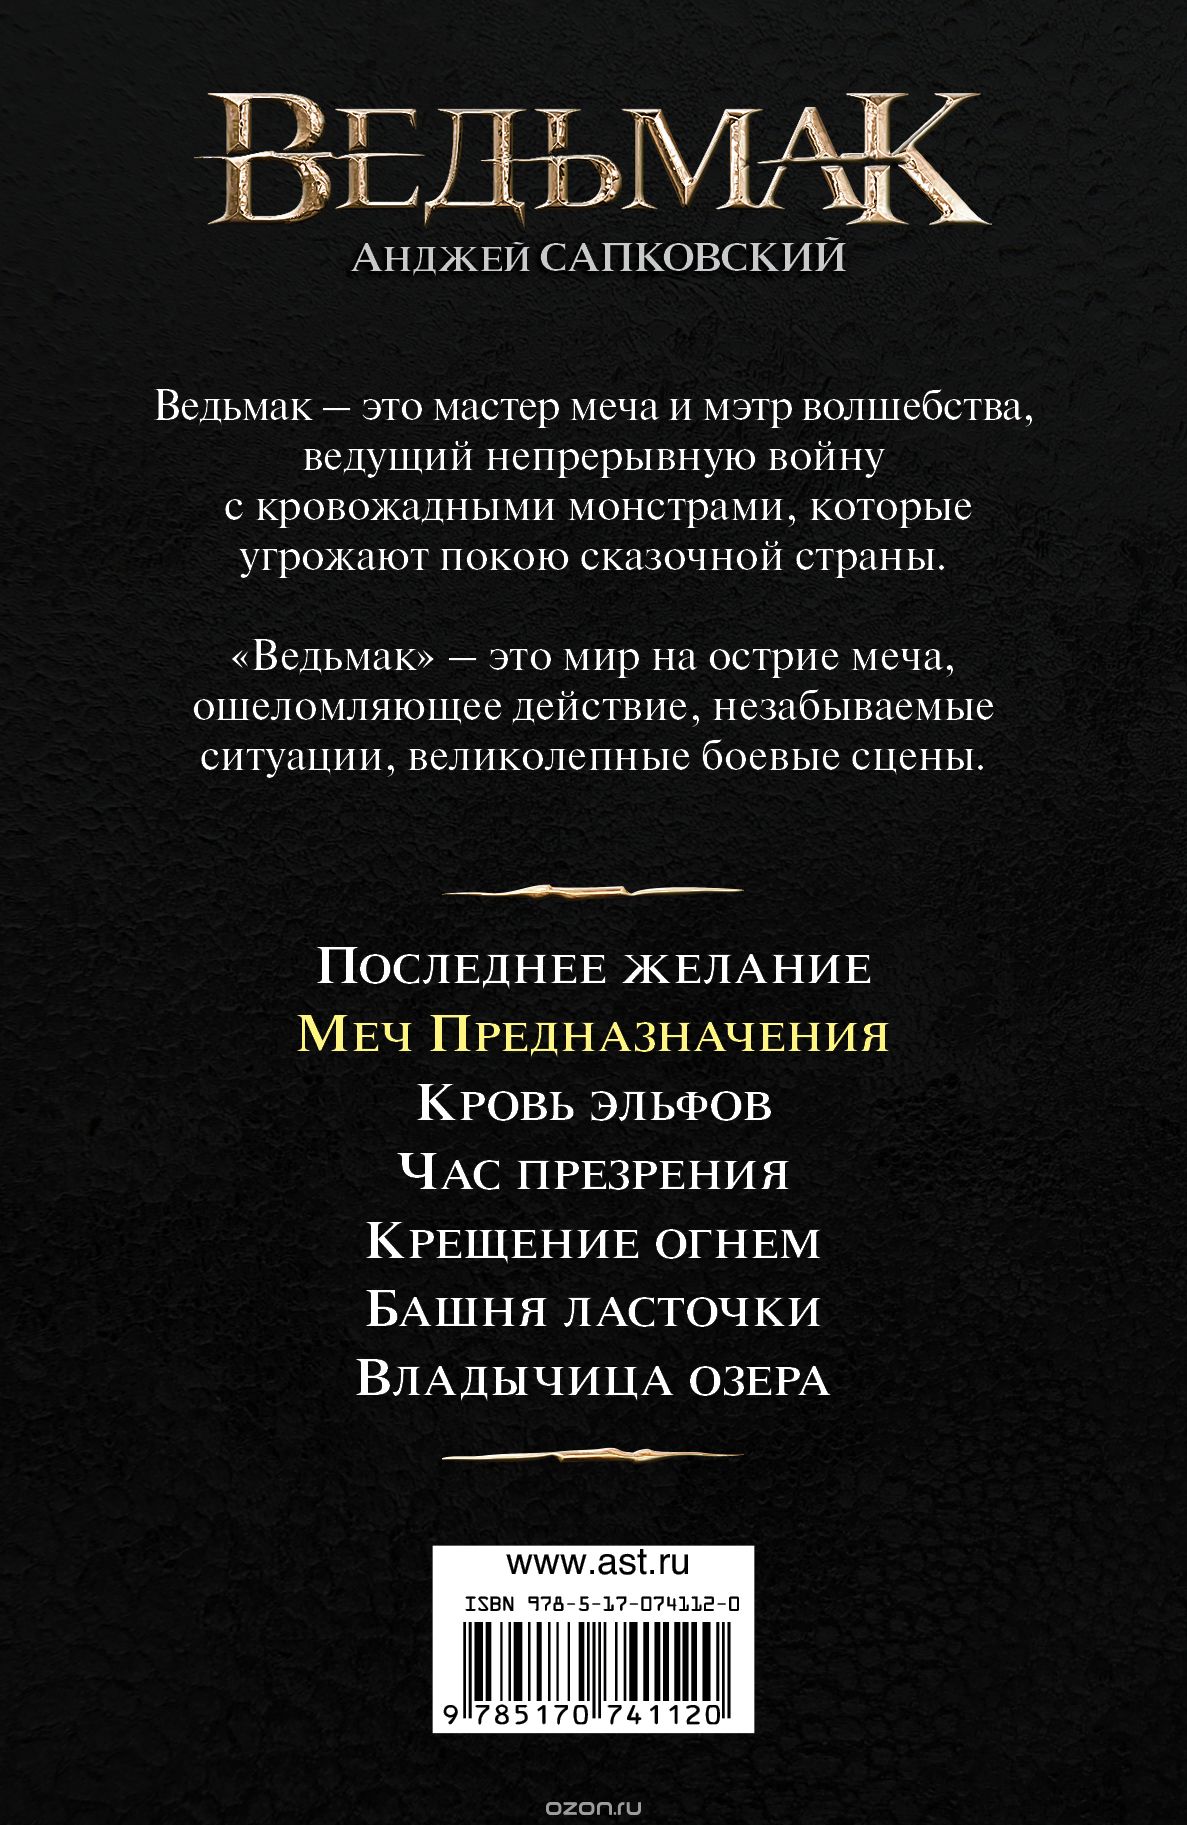 ВЕДЬМАК
АНДЖЕЙ САПКОВСКИЙ
Ведьмак – это мастер меча и мэтр волшебства,
ведущий непрерывную войну
с кровожадными монстрами, которые
угрожают покою сказочной страны.
«Ведьмак» – это мир на острие меча,
ошеломляющее действие, незабываемые
ситуации, великолепные боевые сцены.
ПОСЛЕДНЕЕ ЖЕЛАНИЕ
МЕЧ ПРЕДНАЗНАЧЕНИЯ
КРОВЬ ЭЛЬФОВ
ЧАС ПРЕЗРЕНИЯ
КРЕЩЕНИЕ ОГНЕМ
БАШНЯ ЛАСТОЧКИ
ВЛАДЫЧИЦА ОЗЕРА
www.ast.ru
ISBN 978-5-17-074112-0
9 785170 741120
ozon.ru